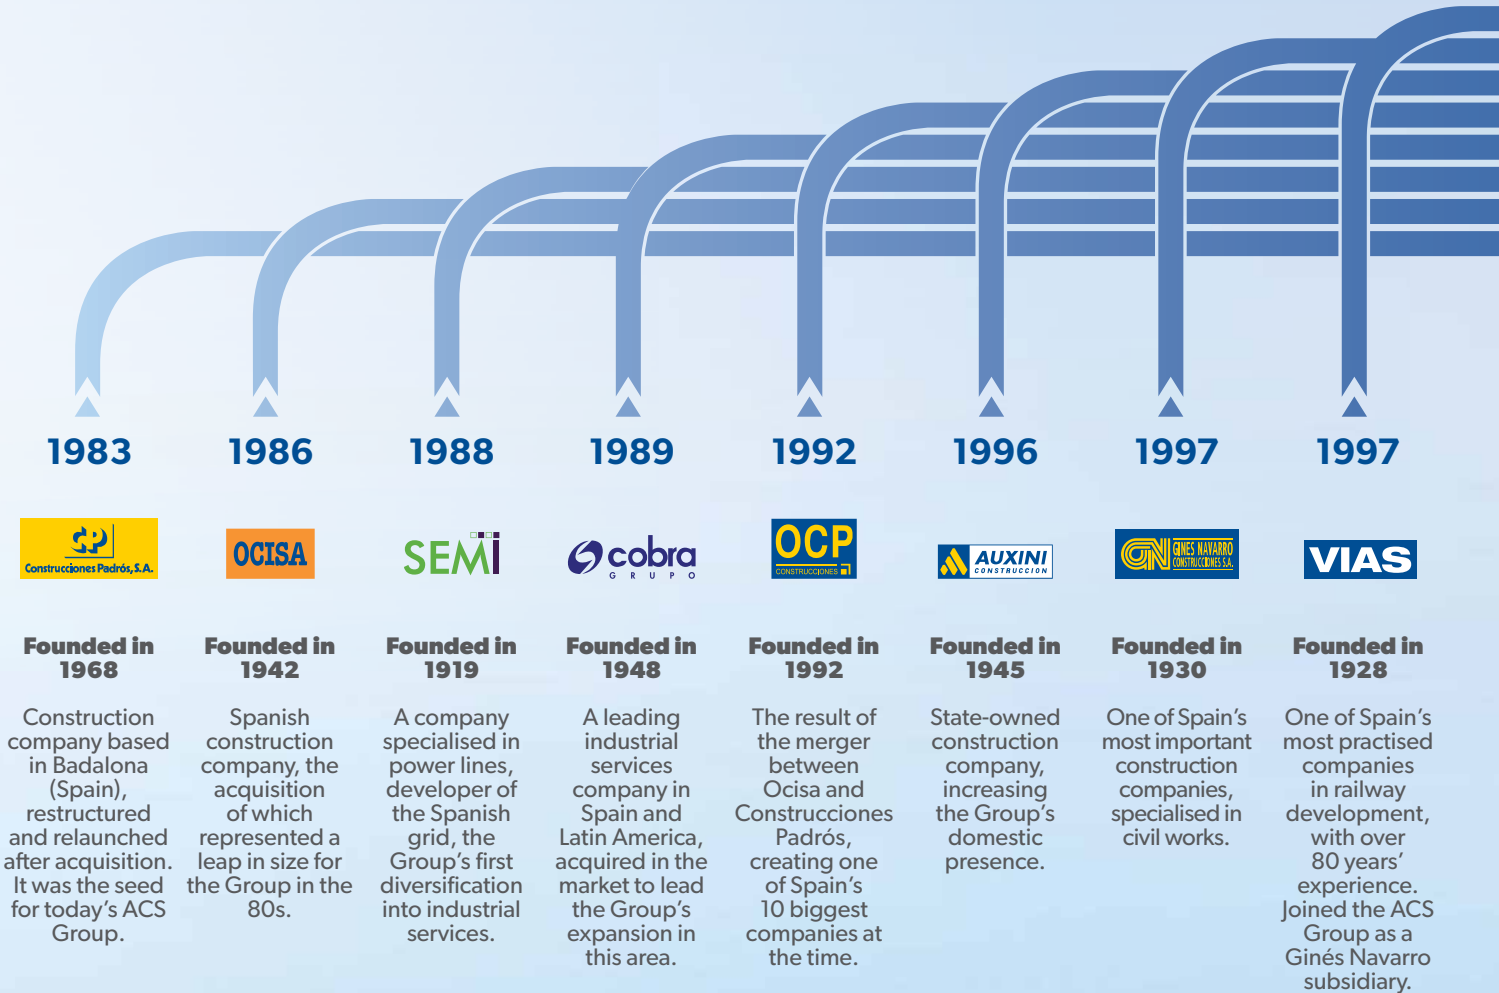 1983
Construcciones Padrós, S.A.
Founded in
1968
Construction
company based
in Badalona
(Spain),
restructured
and relaunched
after acquisition.
It was the seed
for today's ACS
Group.
1986
OCISA
Founded in
1942
Spanish
construction
company, the
acquisition
of which
represented a
leap in size for
the Group in the
80s.
1988
SEMI
Founded in
1919
A company
specialised in
power lines,
developer of
the Spanish
grid, the
Group's first
diversification
into industrial
services.
1989
cobra
GRUPO
Founded in
1948
A leading
industrial
services
company in
Spain and
Latin America,
acquired in the
market to lead
the Group's
expansion in
this area.
1992
OCP
CONSTRUCCIONES
Founded in
1992
The result of
the merger
between
Ocisa and
Construcciones
Padrós,
creating one
of Spain's
10 biggest
companies at
the time.
1996
AUXINI
CONSTRUCCION
Founded in
1945
State-owned
construction
company,
increasing
the Group's
domestic
presence.
1997
GINES NAVARRO
CONSTRUCCIONES S.A.
Founded in
1930
One of Spain's
most important
construction
companies,
specialised in
civil works.
1997
VIAS
Founded in
1928
One of Spain's
most practised
companies
in railway
development,
with over
80 years'
experience.
Joined the ACS
Group as a
Ginés Navarro
subsidiary.